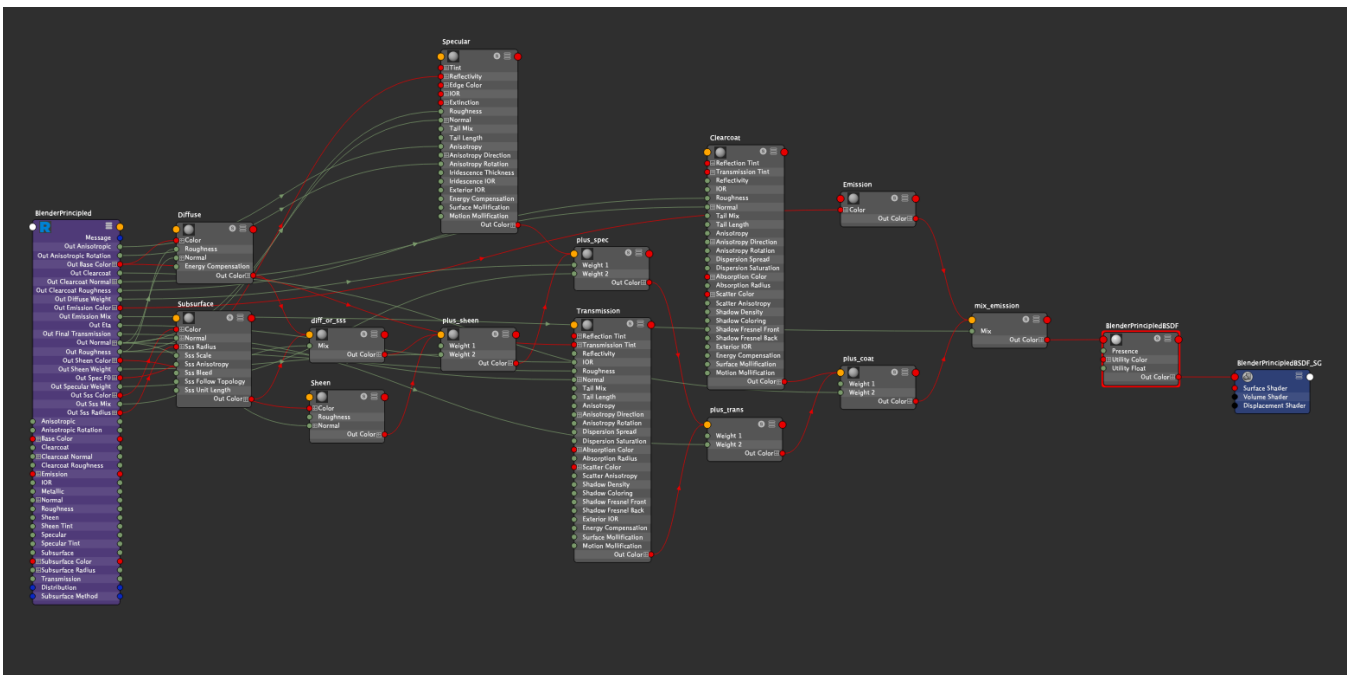 BlenderPrincipled
Message
Out Anisotropic
Out Anisotropic Rotation
Out Base Color
Out Clearcoat
Out Clearcoat Normal
Out Clearcoat Roughness
Out Diffuse Weight
Out Emission Color
Out Emission Mix
Out Eta
Out Final Transmission
Out Normal
Out Roughness
Out Sheen Color
Out Sheen Weight
Out Spec F0
Out Specular Weight
Out Sss Color
Out Sss Mix
Out Sss Radius
Anisotropic
Anisotropic Rotation
Base Color
Clearcoat
Clearcoat Normal
Clearcoat Roughness
Emission
IOR
Metallic
Normal
Roughness
Sheen
Sheen Tint
Specular
Specular Tint
Subsurface
Subsurface Color
Subsurface Radius
Transmission
Distribution
Subsurface Method
Diffuse
Color
Roughness
Normal
Energy Compensation
Out Color
Subsurface
Color
Normal
Sss Radius
Sss Scale
Sss Anisotropy
Sss Bleed
Sss Follow Topology
Sss Unit Length
Out Color
diff_or_sss
Mix
Out Color
Sheen
Color
Roughness
Normal
Out Color
Specular
Tint
Reflectivity
Edge Color
IOR
Extinction
Roughness
Normal
Tail Mix
Tail Length
Anisotropy
Anisotropy Direction
Anisotropy Rotation
Iridescence Thickness
Iridescence IOR
Exterior IOR
Energy Compensation
Surface Mollification
Motion Mollification
Out Color
plus_sheen
Weight 1
Weight 2
Out Color
plus_spec
Weight 1
Weight 2
Out Color
Transmission
Reflection Tint
Transmission Tint
Reflectivity
IOR
Roughness
Normal
Tail Mix
Tail Length
Anisotropy
Anisotropy Direction
Anisotropy Rotation
Dispersion Spread
Dispersion Saturation
Absorption Color
Absorption Radius
Scatter Color
Scatter Anisotropy
Shadow Density
Shadow Coloring
Shadow Fresnel Front
Shadow Fresnel Back
Exterior IOR
Energy Compensation
Surface Mollification
Motion Mollification
Out Color
Clearcoat
Reflection Tint
Transmission Tint
Reflectivity
IOR
Roughness
Normal
Tail Mix
Tail Length
Anisotropy
Anisotropy Direction
Anisotropy Rotation
Dispersion Spread
Dispersion Saturation
Absorption Color
Absorption Radius
Scatter Color
Scatter Anisotropy
Shadow Density
Shadow Coloring
Shadow Fresnel Front
Shadow Fresnel Back
Exterior IOR
Energy Compensation
Surface Mollification
Motion Mollification
Out Color
plus_trans
Weight 1
Weight 2
Out Color
Emission
Color
Out Color
plus_coat
Weight 1
Weight 2
Out Color
mix_emission
Mix
Out Color
BlenderPrincipledBSDF
Presence
Utility Color
Utility Float
Out Color
BlenderPrincipledBSDF_SG
Surface Shader
Volume Shader
Displacement Shader